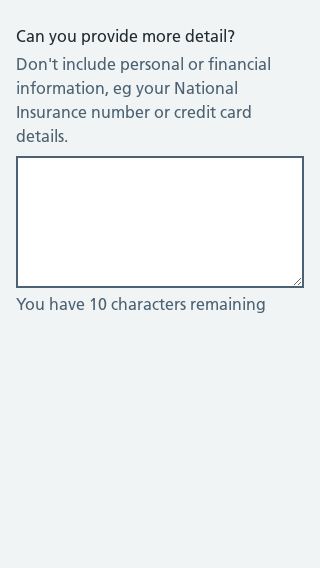 Can you provide more detail?
Don't include personal or financial
information, eg your National
Insurance number or credit card
details.
You have 10 characters remaining